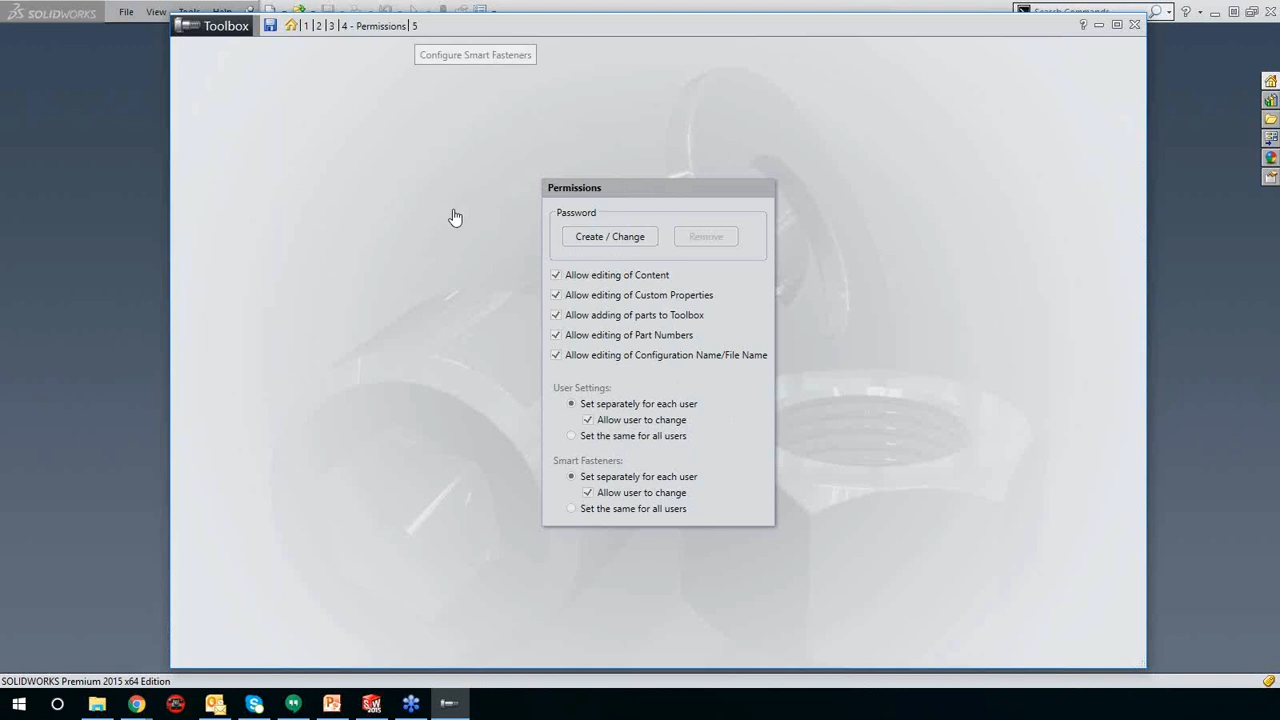 SOLIDWORKS File View Tools Help Search Commands
Toolbox 1 | 2 | 3 | 4 - Permissions | 5
Configure Smart Fasteners
Permissions
Password
Create / Change Remove
Allow editing of Content
Allow editing of Custom Properties
Allow adding of parts to Toolbox
Allow editing of Part Numbers
Allow editing of Configuration Name/File Name
User Settings:
Set separately for each user
Allow user to change
Set the same for all users
Smart Fasteners:
Set separately for each user
Allow user to change
Set the same for all users
SOLIDWORKS Premium 2015 x64 Edition